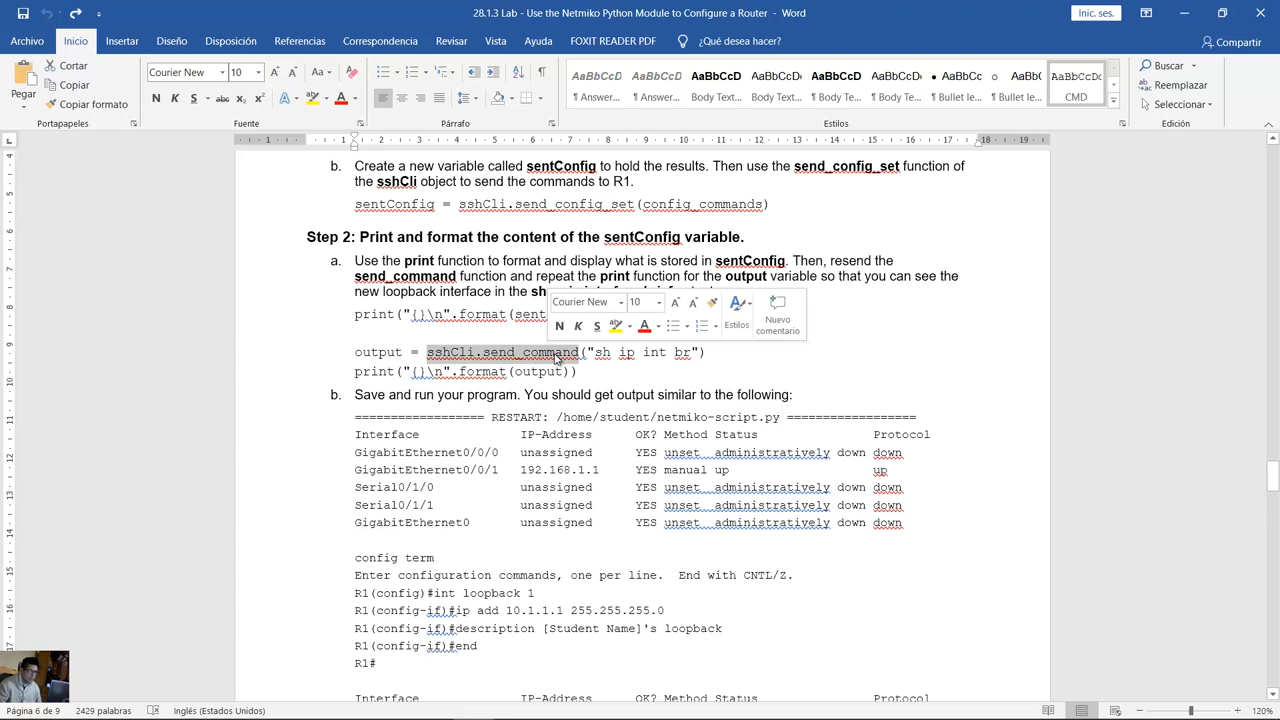 28.1.3 Lab - Use the Netmiko Python Module to Configure a Router - Word
Inic. ses.
Archivo Inicio Insertar Diseño Disposición Referencias Correspondencia Revisar Vista Ayuda FOXIT READER PDF ¿Qué desea hacer? Compartir
Pegar
Cortar
Copiar
Copiar formato
Portapapeles
Courier New 10
N K S abc x₂ x²
Fuente
Párrafo
AaBbCcD AaBbCcD AaBbCcD AaBbCcD AaBbCcD AaBbCcD AaBbCcD AaBbC AaBbCcDc
¶ Answer... ¶ Answer... Body Text... Body Text... ¶ Body Te... ¶ Body Te... ¶ Bullet le... ¶ Bullet le... CMD
Estilos
Buscar
Reemplazar
Seleccionar
Edición
b. Create a new variable called sentConfig to hold the results. Then use the send_config_set function of
the sshCli object to send the commands to R1.
sentConfig = sshCli.send_config_set(config_commands)
Step 2: Print and format the content of the sentConfig variable.
a. Use the print function to format and display what is stored in sentConfig. Then, resend the
send_command function and repeat the print function for the output variable so that you can see the
new loopback interface in the sh
print("{}\n".format(sent
Courier New 10
N K S
Estilos
Nuevo
comentario
output = sshCli.send_command("sh ip int br")
print("{}\n".format(output))
b. Save and run your program. You should get output similar to the following:
================== RESTART: /home/student/netmiko-script.py ==================
Interface IP-Address OK? Method Status Protocol
GigabitEthernet0/0/0 unassigned YES unset administratively down down
GigabitEthernet0/0/1 192.168.1.1 YES manual up up
Serial0/1/0 unassigned YES unset administratively down down
Serial0/1/1 unassigned YES unset administratively down down
GigabitEthernet0 unassigned YES unset administratively down down
config term
Enter configuration commands, one per line. End with CNTL/Z.
R1(config)#int loopback 1
R1(config-if)#ip add 10.1.1.1 255.255.255.0
R1(config-if)#description [Student Name]'s loopback
R1(config-if)#end
R1#
Interface IP-Address OK? Method Status Protocol
Página 6 de 9 2429 palabras Inglés (Estados Unidos) 120%